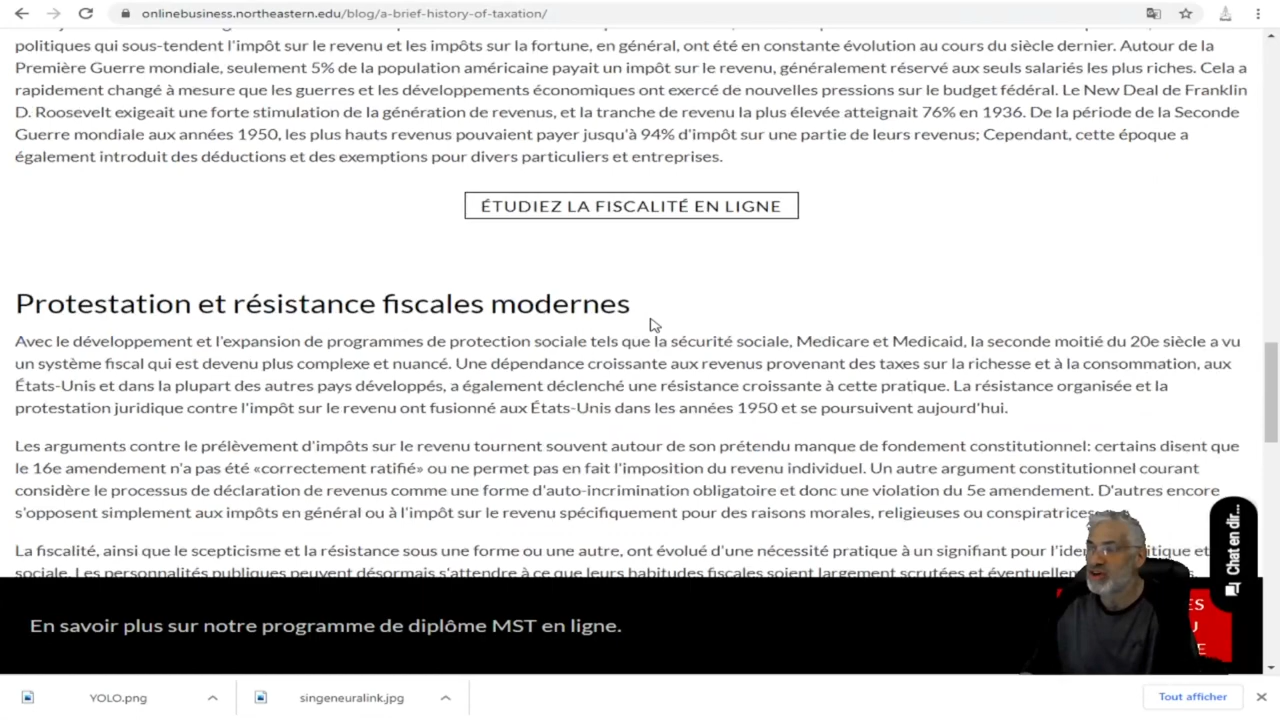 onlinebusiness.northeastern.edu/blog/a-brief-history-of-taxation/
politiques qui sous-tendent l'impôt sur le revenu et les impôts sur la fortune, en général, ont été en constante évolution au cours du siècle dernier. Autour de la
Première Guerre mondiale, seulement 5% de la population américaine payait un impôt sur le revenu, généralement réservé aux seuls salariés les plus riches. Cela a
rapidement changé à mesure que les guerres et les développements économiques ont exercé de nouvelles pressions sur le budget fédéral. Le New Deal de Franklin
D. Roosevelt exigeait une forte stimulation de la génération de revenus, et la tranche de revenu la plus élevée atteignait 76% en 1936. De la période de la Seconde
Guerre mondiale aux années 1950, les plus hauts revenus pouvaient payer jusqu'à 94% d'impôt sur une partie de leurs revenus; Cependant, cette époque a
également introduit des déductions et des exemptions pour divers particuliers et entreprises.
ÉTUDIEZ LA FISCALITÉ EN LIGNE
Protestation et résistance fiscales modernes
Avec le développement et l'expansion de programmes de protection sociale tels que la sécurité sociale, Medicare et Medicaid, la seconde moitié du 20e siècle a vu
un système fiscal qui est devenu plus complexe et nuancé. Une dépendance croissante aux revenus provenant des taxes sur la richesse et à la consommation, aux
États-Unis et dans la plupart des autres pays développés, a également déclenché une résistance croissante à cette pratique. La résistance organisée et la
protestation juridique contre l'impôt sur le revenu ont fusionné aux États-Unis dans les années 1950 et se poursuivent aujourd'hui.
Les arguments contre le prélèvement d'impôts sur le revenu tournent souvent autour de son prétendu manque de fondement constitutionnel: certains disent que
le 16e amendement n'a pas été «correctement ratifié» ou ne permet pas en fait l'imposition du revenu individuel. Un autre argument constitutionnel courant
considère le processus de déclaration de revenus comme une forme d'auto-incrimination obligatoire et donc une violation du 5e amendement. D'autres encore
s'opposent simplement aux impôts en général ou à l'impôt sur le revenu spécifiquement pour des raisons morales, religieuses ou conspiratrices.
La fiscalité, ainsi que le scepticisme et la résistance sous une forme ou une autre, ont évolué d'une nécessité pratique à un signifiant pour
sociale. Les personnalités publiques peuvent désormais s'attendre à ce que leurs habitudes fiscales soient largement scrutées et
Chat en dir...
En savoir plus sur notre programme de diplôme MST en ligne.
YOLO.png
singeneuralink.jpg
Tout afficher